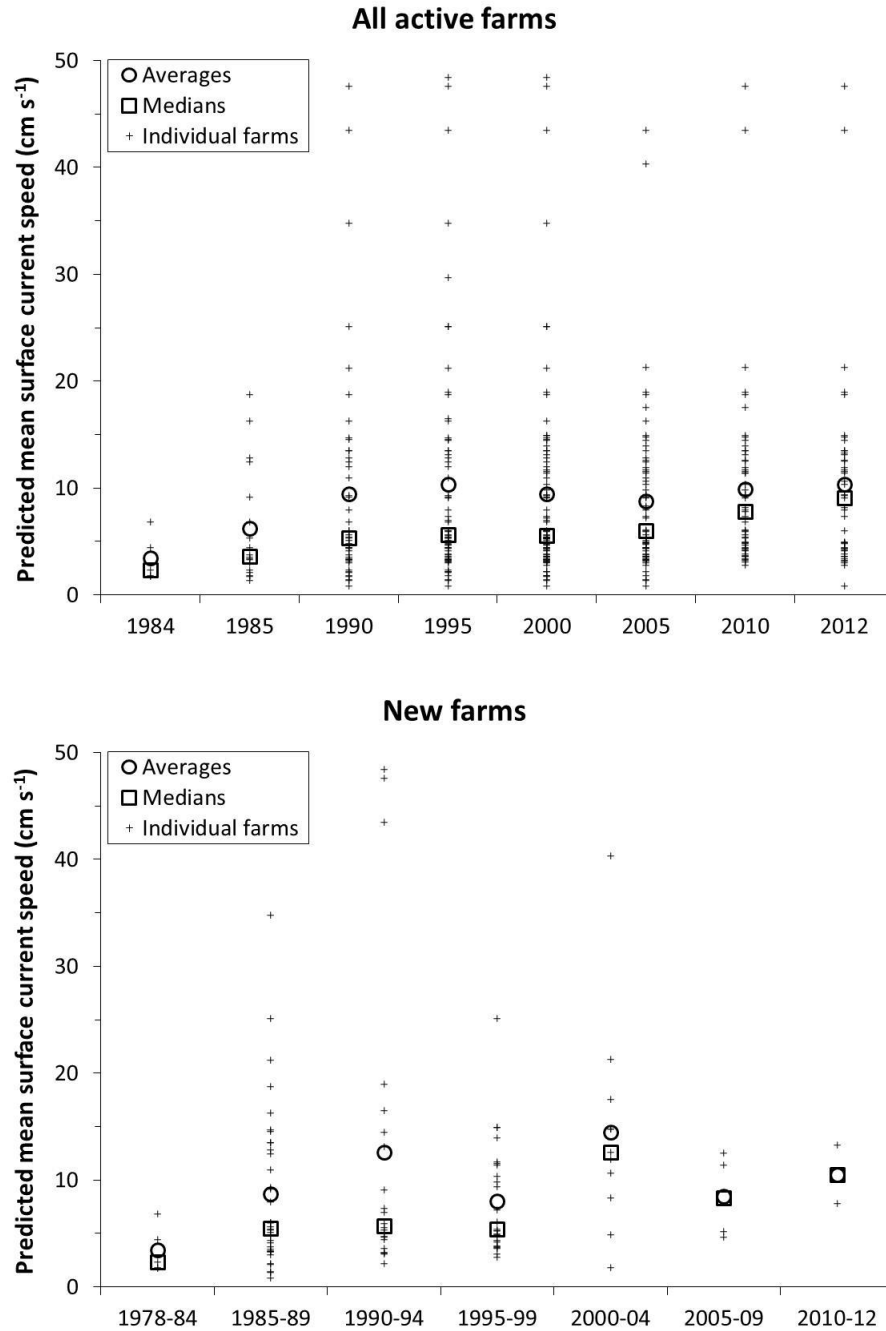 All active farms
Predicted mean surface current speed (cm s⁻¹)
50
40
30
20
10
0
Averages
Medians
Individual farms
1984 1985 1990 1995 2000 2005 2010 2012
New farms
Predicted mean surface current speed (cm s⁻¹)
50
40
30
20
10
0
Averages
Medians
Individual farms
1978-84 1985-89 1990-94 1995-99 2000-04 2005-09 2010-12